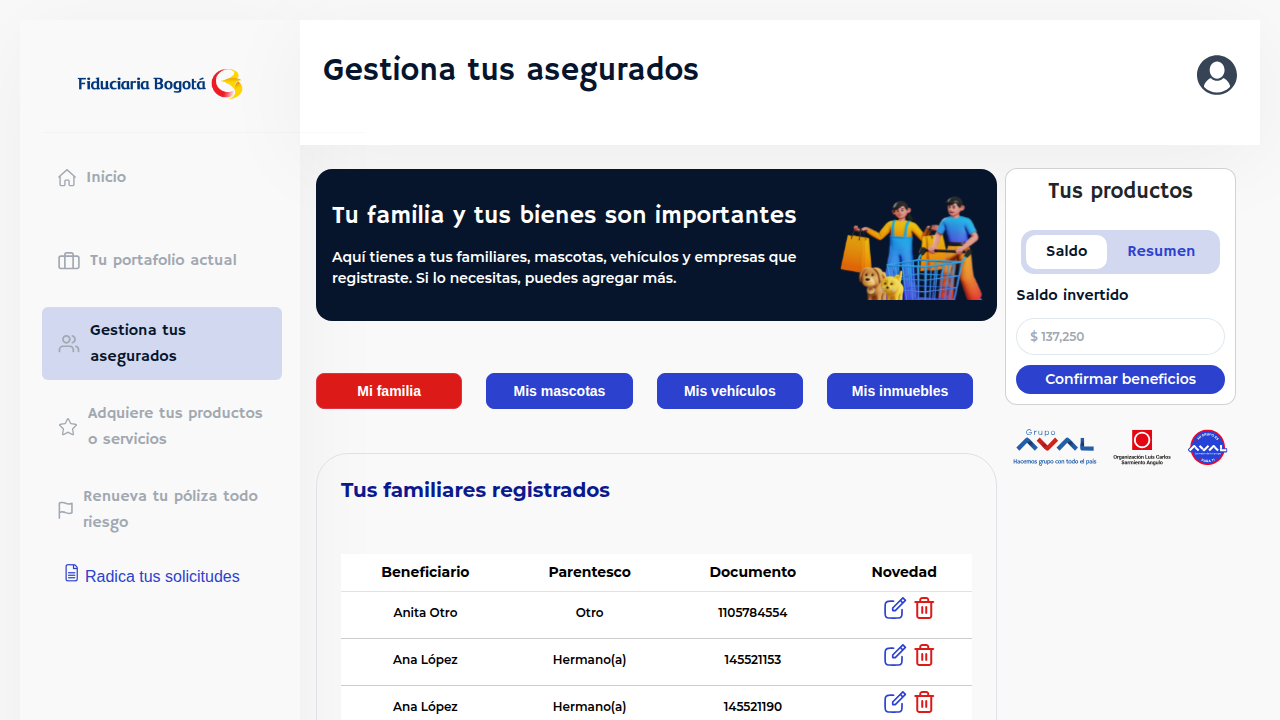 Fiduciaria Bogotá
Gestiona tus asegurados
Inicio
Tu portafolio actual
Gestiona tus
asegurados
Adquiere tus productos
o servicios
Renueva tu póliza todo
riesgo
Radica tus solicitudes
Tu familia y tus bienes son importantes
Aquí tienes a tus familiares, mascotas, vehículos y empresas que
registraste. Si lo necesitas, puedes agregar más.
Mi familia
Mis mascotas
Mis vehículos
Mis inmuebles
Tus familiares registrados
Beneficiario Parentesco Documento Novedad
Anita Otro Otro 1105784554
Ana López Hermano(a) 145521153
Ana López Hermano(a) 145521190
Tus productos
Saldo Resumen
Saldo invertido
$ 137,250
Confirmar beneficios
Grupo
AVAL
Hacemos grupo con todo el país
Organización Luis Carlos
Sarmiento Angulo
AVAL